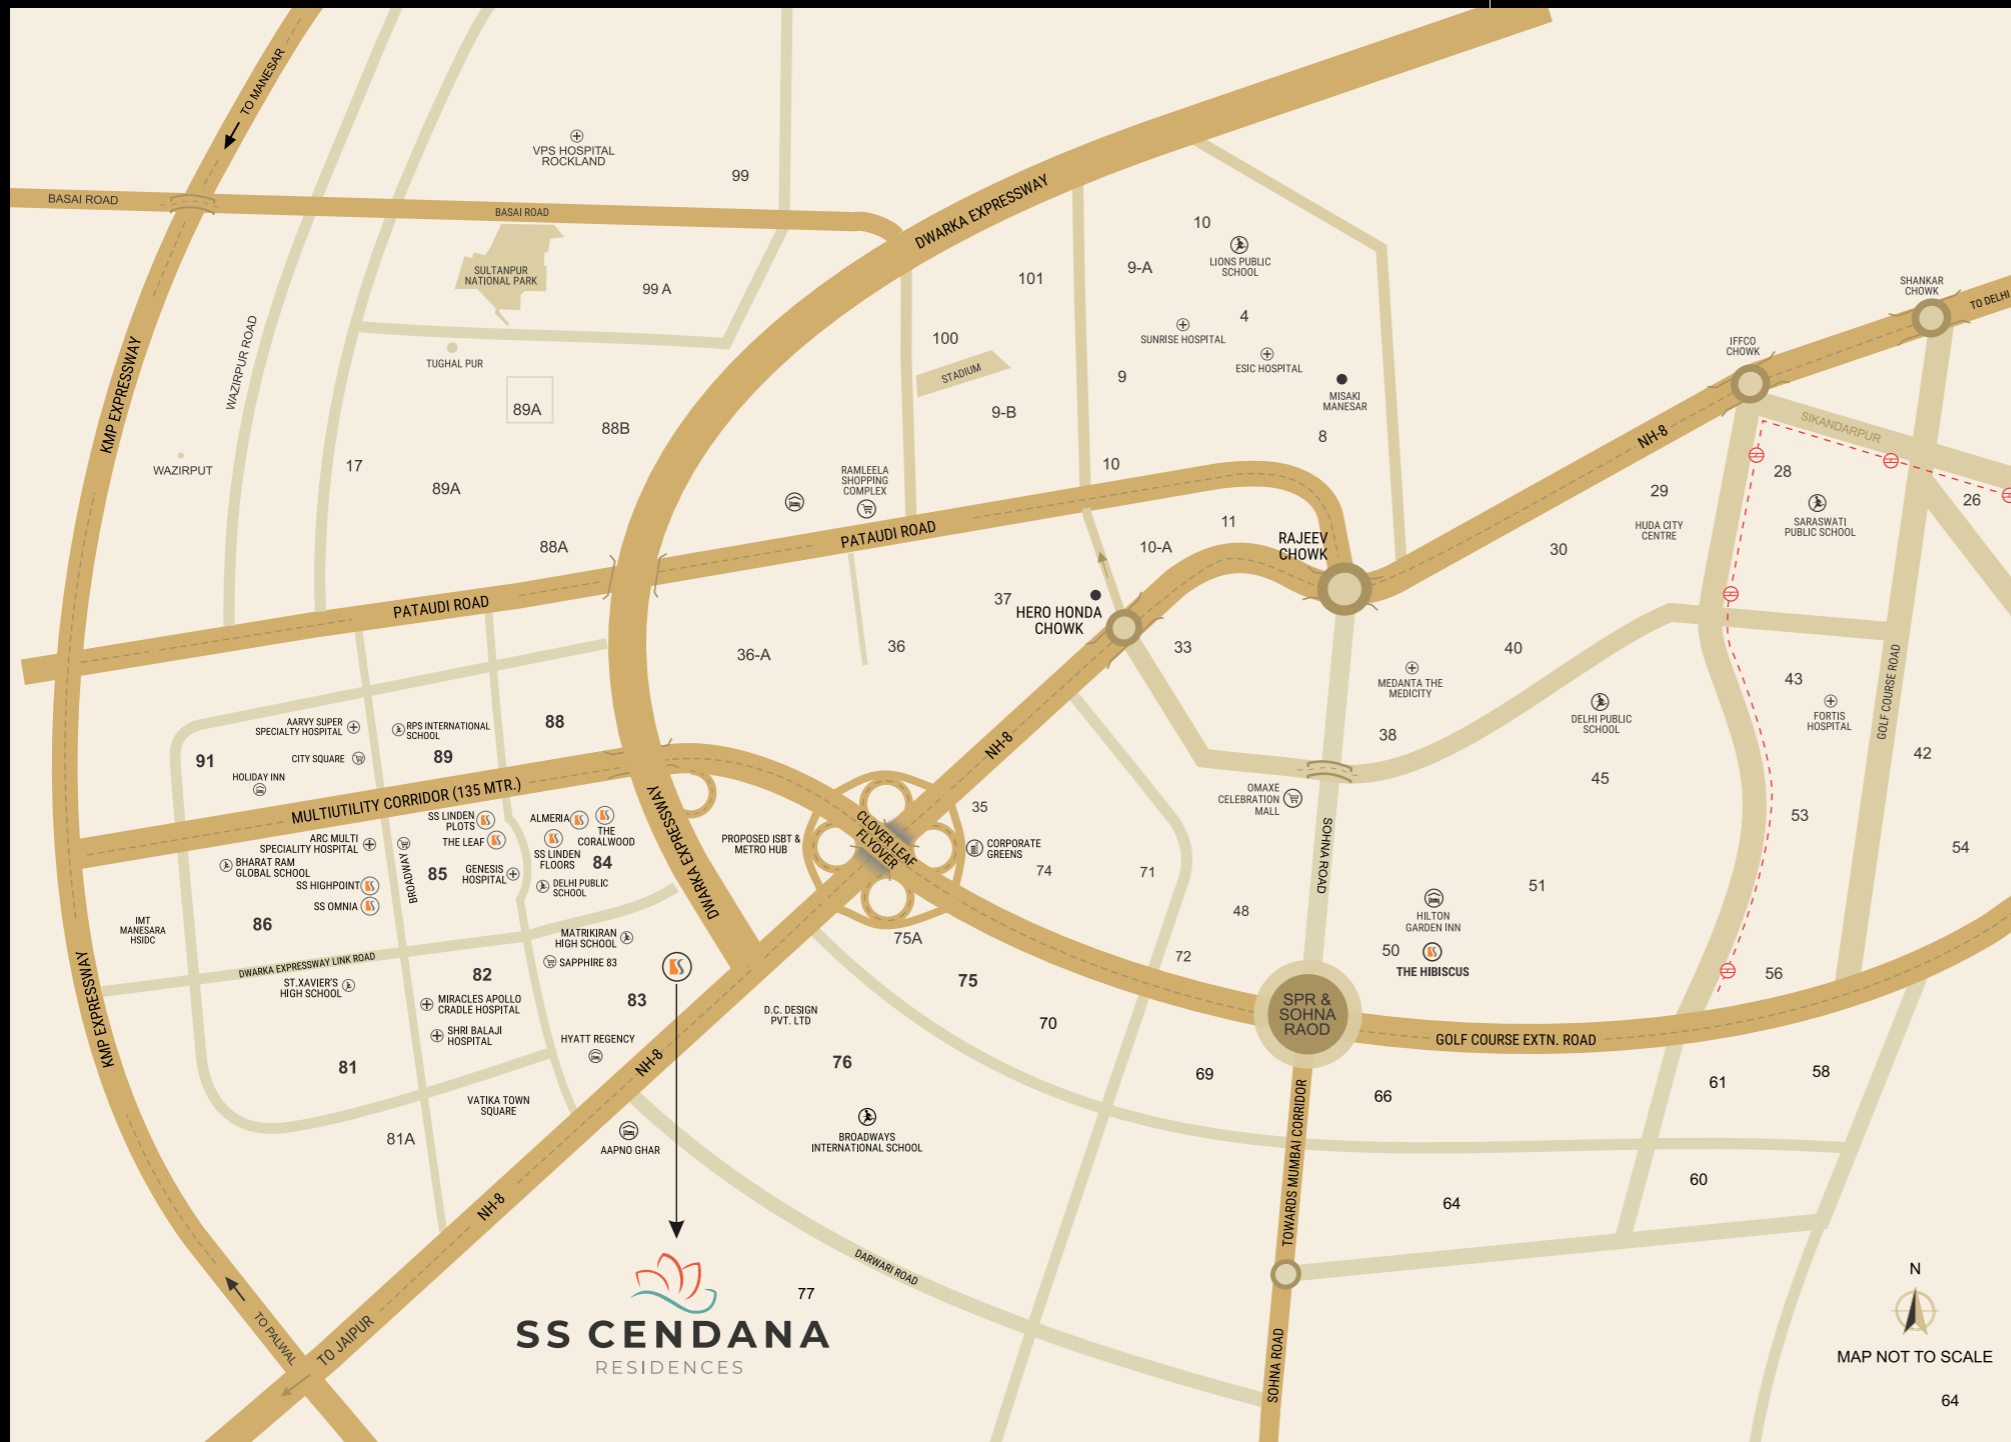 TO MANESAR
VPS HOSPITAL
ROCKLAND
99
BASAI ROAD
BASAI ROAD
DWARKA EXPRESSWAY
10
LIONS PUBLIC
SCHOOL
9-A
101
SULTANPUR
NATIONAL PARK
99 A
SHANKAR
CHOWK
TO DELHI
4
SUNRISE HOSPITAL
100
IFFCO
CHOWK
KMP EXPRESSWAY
WAZIRPUR ROAD
TUGHAL PUR
STADIUM
ESIC HOSPITAL
9
MISAKI
MANESAR
89A
9-B
88B
8
NH-8
SIKANDARPUR
WAZIRPUT
17
10
RAMLEELA
SHOPPING
COMPLEX
28
89A
29
26
SARASWATI
PUBLIC SCHOOL
HUDA CITY
CENTRE
11
PATAUDI ROAD
88A
10-A
RAJEEV
CHOWK
30
PATAUDI ROAD
37
HERO HONDA
CHOWK
36-A
36
33
40
MEDANTA THE
MEDICITY
43
GOLF COURSE ROAD
AARVY SUPER
SPECIALTY HOSPITAL
RPS INTERNATIONAL
SCHOOL
88
DELHI PUBLIC
SCHOOL
FORTIS
HOSPITAL
91
CITY SQUARE
89
NH-8
38
42
HOLIDAY INN
45
MULTIUTILITY CORRIDOR (135 MTR.)
OMAXE
CELEBRATION
MALL
35
53
SS LINDEN
PLOTS
ALMERIA
THE
CORALWOOD
DWARKA EXPRESSWAY
PROPOSED ISBT &
METRO HUB
CLOVER LEAF
FLYOVER
CORPORATE
GREENS
ARC MULTI
SPECIALITY HOSPITAL
THE LEAF
54
SS LINDEN
FLOORS
84
BHARAT RAM
GLOBAL SCHOOL
BROADWAY
85
GENESIS
HOSPITAL
74
71
SOHNA ROAD
SS HIGHPOINT
DELHI PUBLIC
SCHOOL
51
SS OMNIA
DWARKA EXPRESSWAY
48
HILTON
GARDEN INN
IMT
MANESARA
HSIDC
86
MATRIKIRAN
HIGH SCHOOL
75A
50
THE HIBISCUS
72
SAPPHIRE 83
DWARKA EXPRESSWAY LINK ROAD
82
75
56
ST.XAVIER'S
HIGH SCHOOL
83
MIRACLES APOLLO
CRADLE HOSPITAL
KMP EXPRESSWAY
D.C. DESIGN
PVT. LTD
70
SPR &
SOHNA
RAOD
SHRI BALAJI
HOSPITAL
HYATT REGENCY
GOLF COURSE EXTN. ROAD
81
NH-8
76
69
58
61
66
VATIKA TOWN
SQUARE
81A
AAPNO GHAR
BROADWAYS
INTERNATIONAL SCHOOL
TOWARDS MUMBAI CORRIDOR
60
NH-8
64
DARWARI ROAD
77
N
TO PALWAL
TO JAIPUR
SS CENDANA
RESIDENCES
SOHNA ROAD
MAP NOT TO SCALE
64